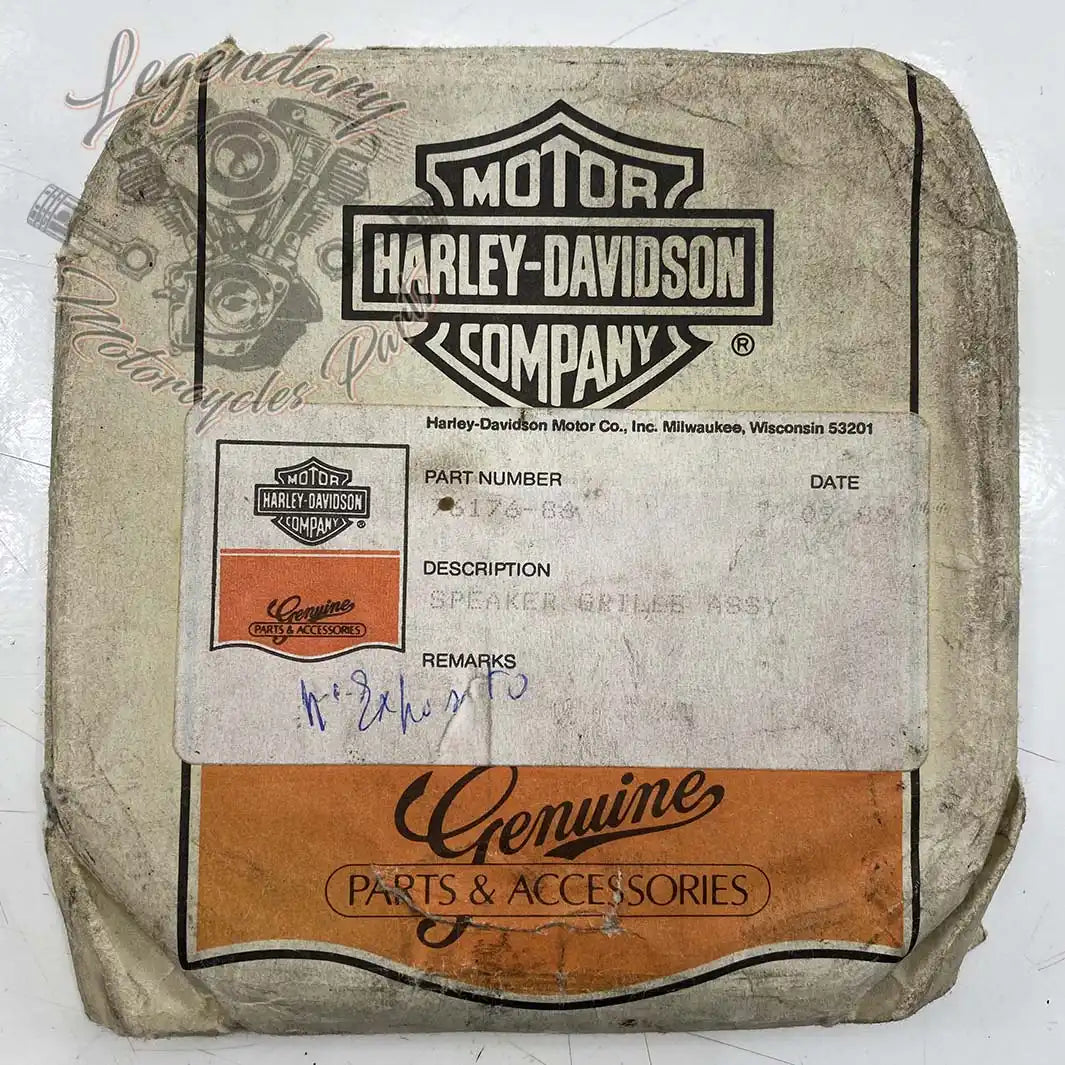 Legendary
Motorcycles Parts
MOTOR
HARLEY-DAVIDSON
COMPANY
®
Harley-Davidson Motor Co., Inc. Milwaukee, Wisconsin 53201
PART NUMBER
DATE
MOTOR
HARLEY-DAVIDSON
COMPANY
®
DESCRIPTION
SPEAKER GRILLE ASSY
Genuine
PARTS & ACCESSORIES
REMARKS
Genuine
PARTS & ACCESSORIES